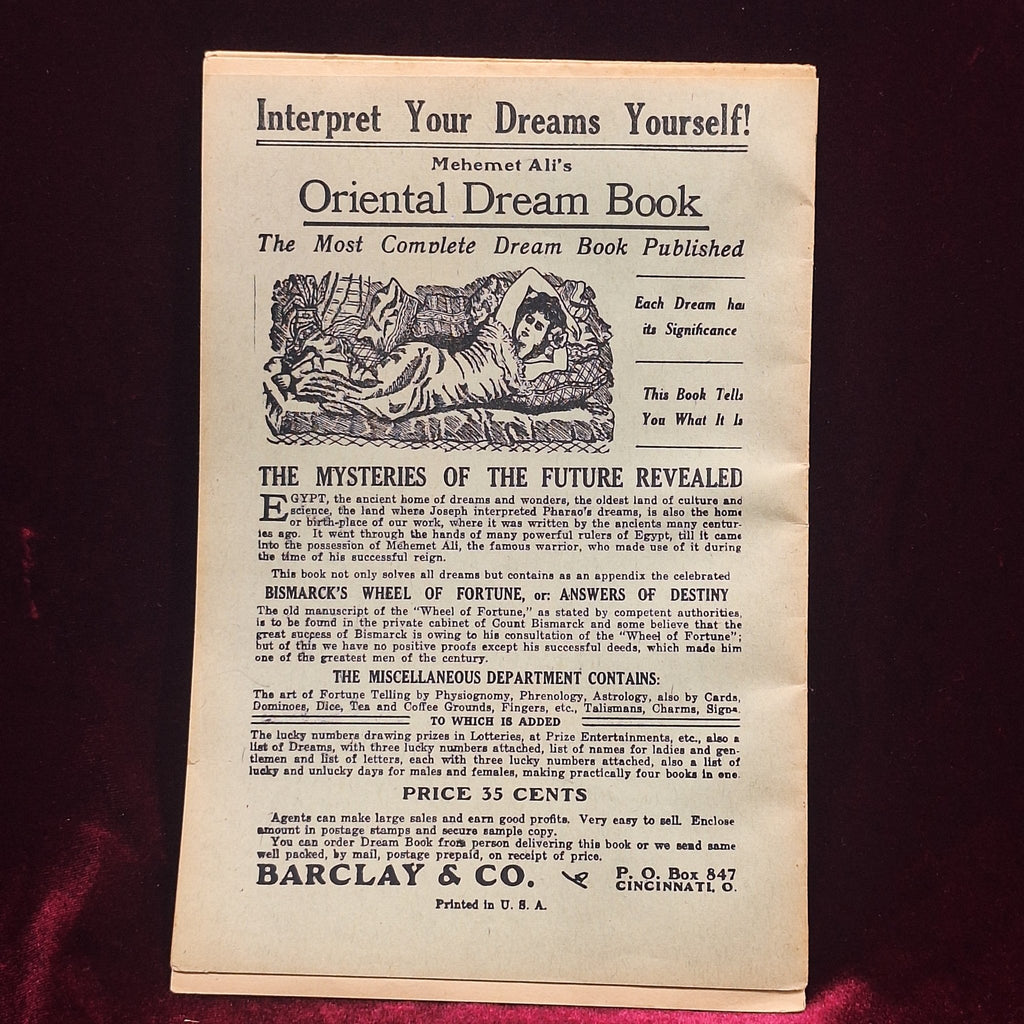 Interpret Your Dreams Yourself!
Mehemet Ali's
Oriental Dream Book
The Most Complete Dream Book Published
Each Dream has
its Significance
This Book Tells
You What It Is
THE MYSTERIES OF THE FUTURE REVEALED
EGYPT, the ancient home of dreams and wonders, the oldest land of culture and
science, the land where Joseph interpreted Pharao's dreams, is also the home
or birth-place of our work, where it was written by the ancients many centur-
ies ago. It went through the hands of many powerful rulers of Egypt, till it came
into the possession of Mehemet Ali, the famous warrior, who made use of it during
the time of his successful reign.
This book not only solves all dreams but contains as an appendix the celebrated
BISMARCK'S WHEEL OF FORTUNE, or: ANSWERS OF DESTINY
The old manuscript of the "Wheel of Fortune," as stated by competent authorities,
is to be found in the private cabinet of Count Bismarck and some believe that the
great success of Bismarck is owing to his consultation of the "Wheel of Fortune";
but of this we have no positive proofs except his successful deeds, which made him
one of the greatest men of the century.
THE MISCELLANEOUS DEPARTMENT CONTAINS:
The art of Fortune Telling by Physiognomy, Phrenology, Astrology, also by Cards,
Dominoes, Dice, Tea and Coffee Grounds, Fingers, etc., Talismans, Charms, Signs.
TO WHICH IS ADDED
The lucky numbers drawing prizes in Lotteries, at Prize Entertainments, etc., also a
list of Dreams, with three lucky numbers attached, list of names for ladies and gen-
tlemen and list of letters, each with three lucky numbers attached, also a list of
lucky and unlucky days for males and females, making practically four books in one.
PRICE 35 CENTS
Agents can make large sales and earn good profits. Very easy to sell. Enclose
amount in postage stamps and secure sample copy.
You can order Dream Book from person delivering this book or we send same
well packed, by mail, postage prepaid, on receipt of price.
BARCLAY & CO.
P. O. Box 847
CINCINNATI, O.
Printed in U. S. A.